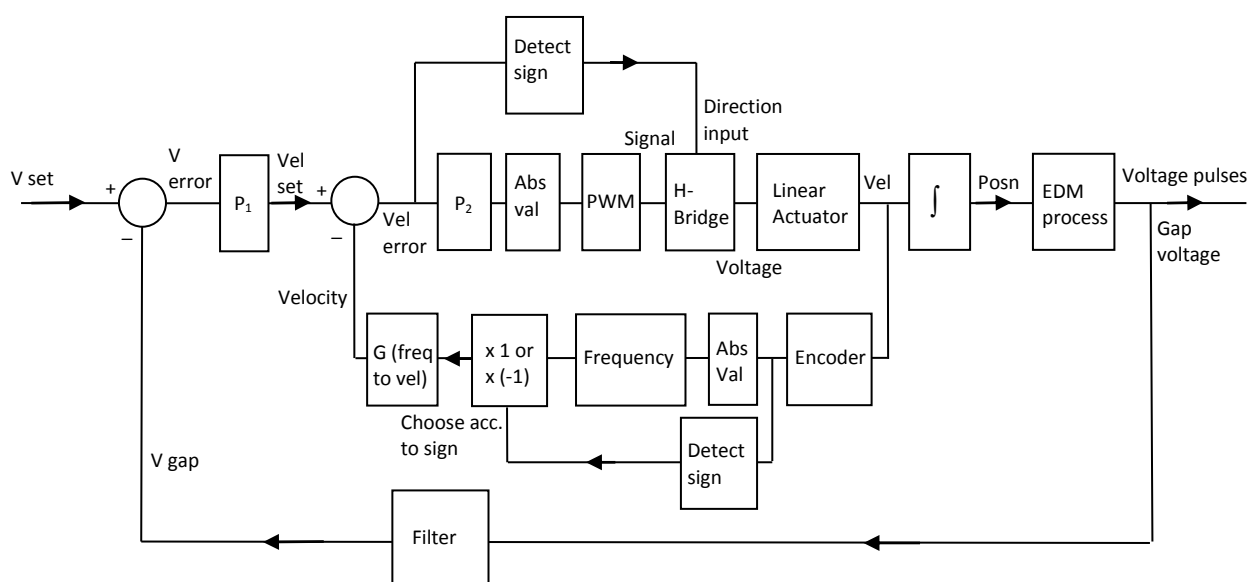 Detect
sign
Direction
input
Signal
V set
+
V
error
P1
Vel
set
+
Vel
error
P2
Abs
val
PWM
H-
Bridge
Linear
Actuator
Vel
∫
Posn
EDM
process
Voltage pulses
Gap
voltage
–
–
Voltage
Velocity
G (freq
to vel)
x 1 or
x (-1)
Frequency
Abs
Val
Encoder
Choose acc.
to sign
Detect
sign
V gap
Filter